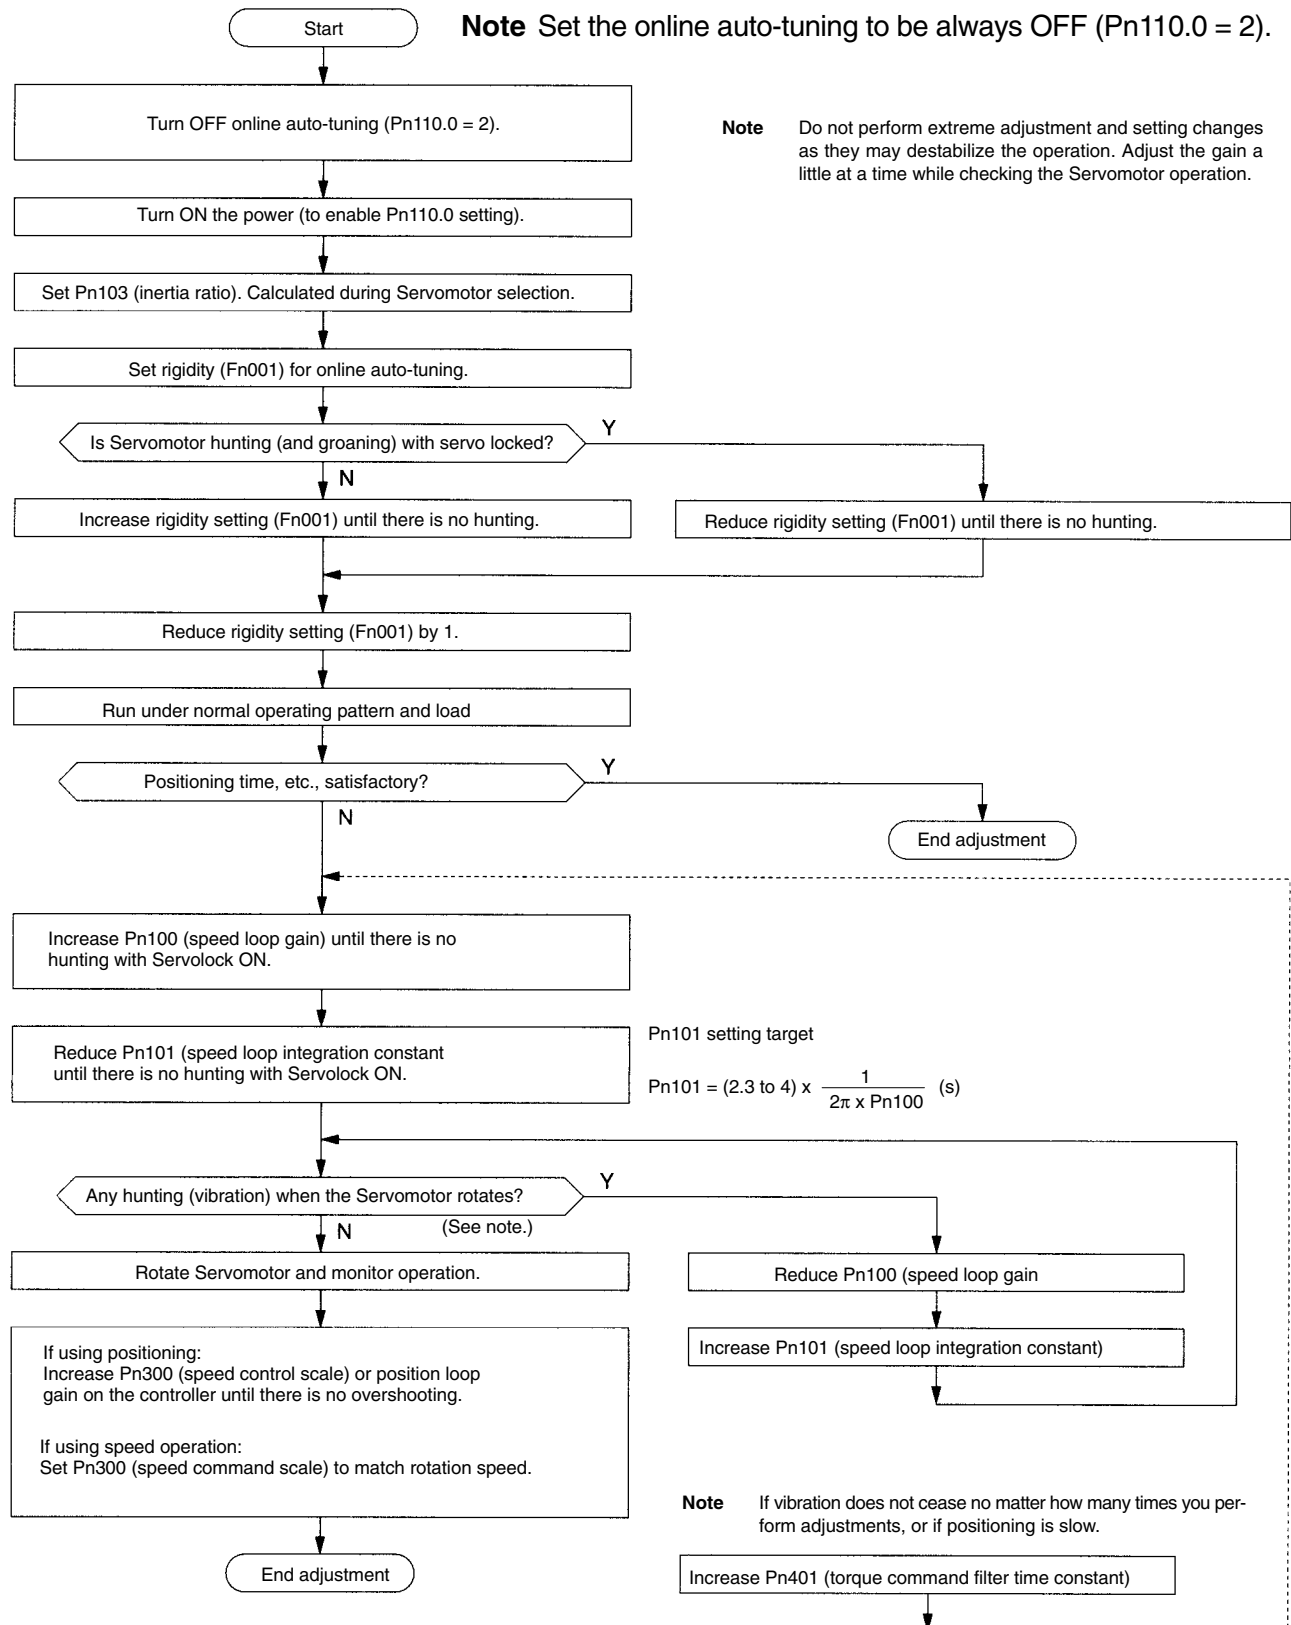 Start
Note Set the online auto-tuning to be always OFF (Pn110.0 = 2).
Turn OFF online auto-tuning (Pn110.0 = 2).
Note Do not perform extreme adjustment and setting changes
as they may destabilize the operation. Adjust the gain a
little at a time while checking the Servomotor operation.
Turn ON the power (to enable Pn110.0 setting).
Set Pn103 (inertia ratio). Calculated during Servomotor selection.
Set rigidity (Fn001) for online auto-tuning.
Is Servomotor hunting (and groaning) with servo locked?
Y
N
Increase rigidity setting (Fn001) until there is no hunting.
Reduce rigidity setting (Fn001) until there is no hunting.
Reduce rigidity setting (Fn001) by 1.
Run under normal operating pattern and load
Positioning time, etc., satisfactory?
Y
N
End adjustment
Increase Pn100 (speed loop gain) until there is no
hunting with Servolock ON.
Reduce Pn101 (speed loop integration constant
until there is no hunting with Servolock ON.
Pn101 setting target
Pn101 = (2.3 to 4) x 1 / 2π x Pn100 (s)
Any hunting (vibration) when the Servomotor rotates?
Y
N
(See note.)
Rotate Servomotor and monitor operation.
Reduce Pn100 (speed loop gain
Increase Pn101 (speed loop integration constant)
If using positioning:
Increase Pn300 (speed control scale) or position loop
gain on the controller until there is no overshooting.
If using speed operation:
Set Pn300 (speed command scale) to match rotation speed.
Note If vibration does not cease no matter how many times you per-
form adjustments, or if positioning is slow.
End adjustment
Increase Pn401 (torque command filter time constant)